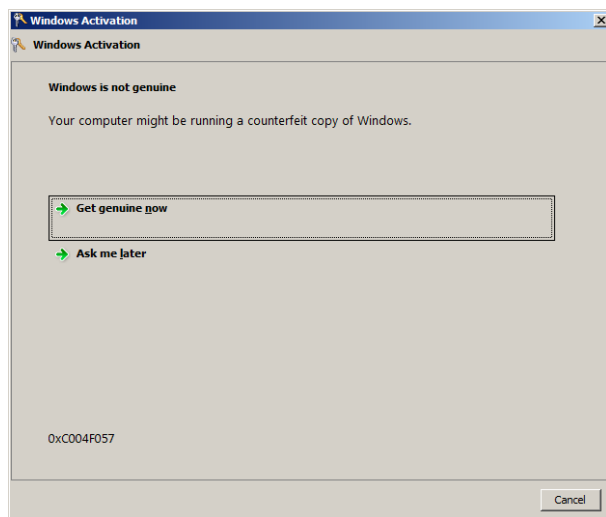 Windows Activation
Windows Activation
Windows is not genuine
Your computer might be running a counterfeit copy of Windows.
Get genuine now
Ask me later
0xC004F057
Cancel